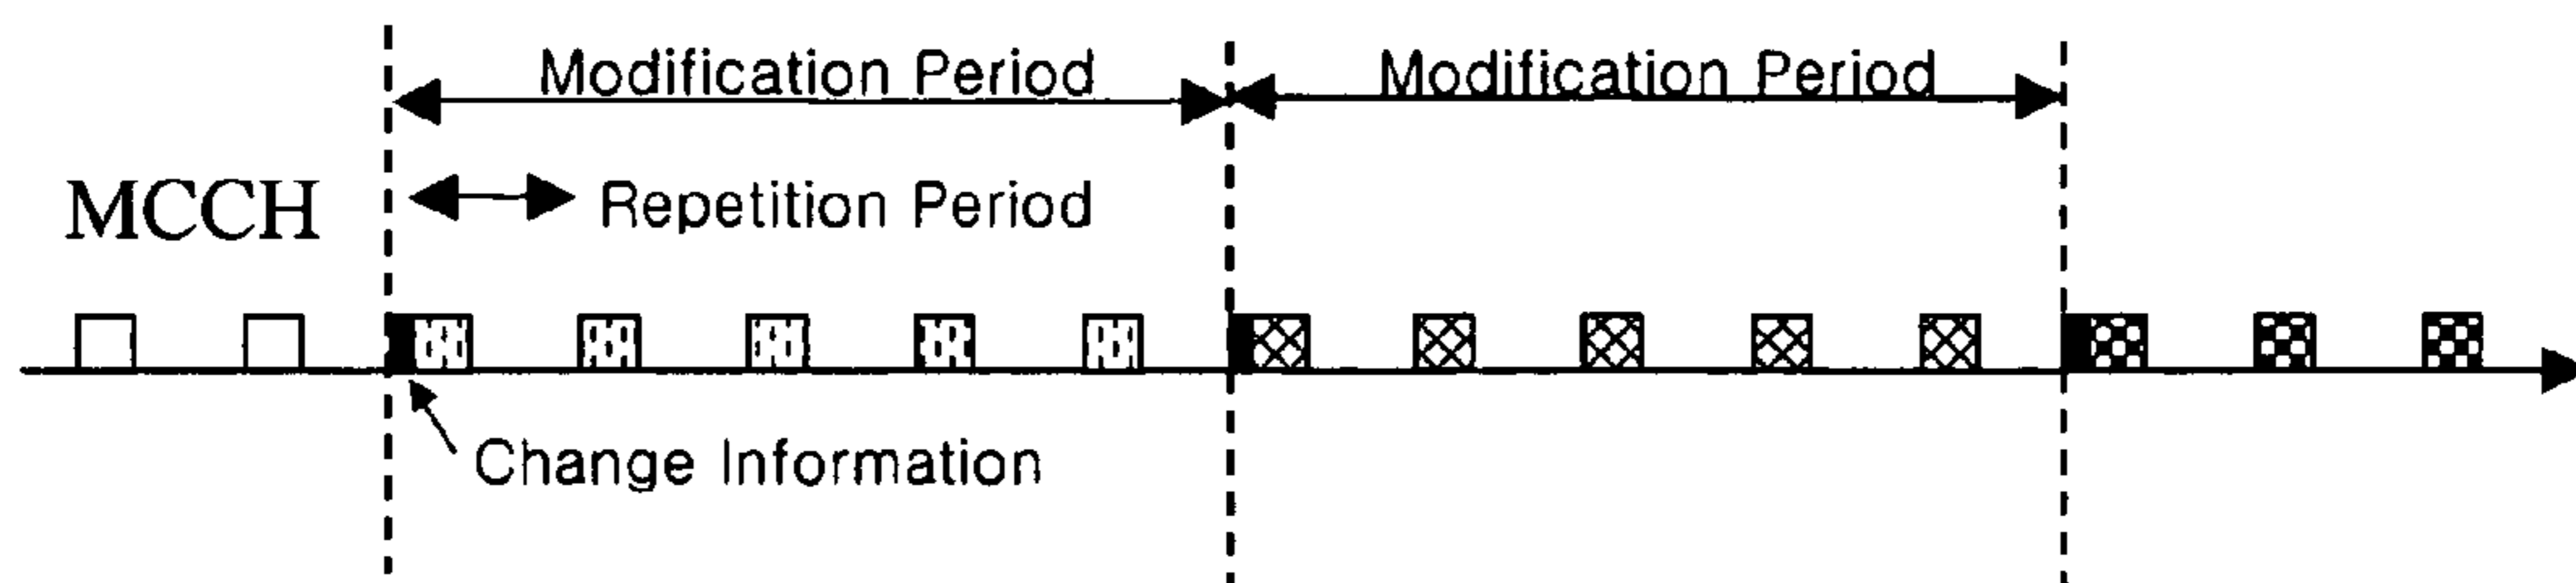 Modification Period
Modification Period
MCCH
Repetition Period
Change Information